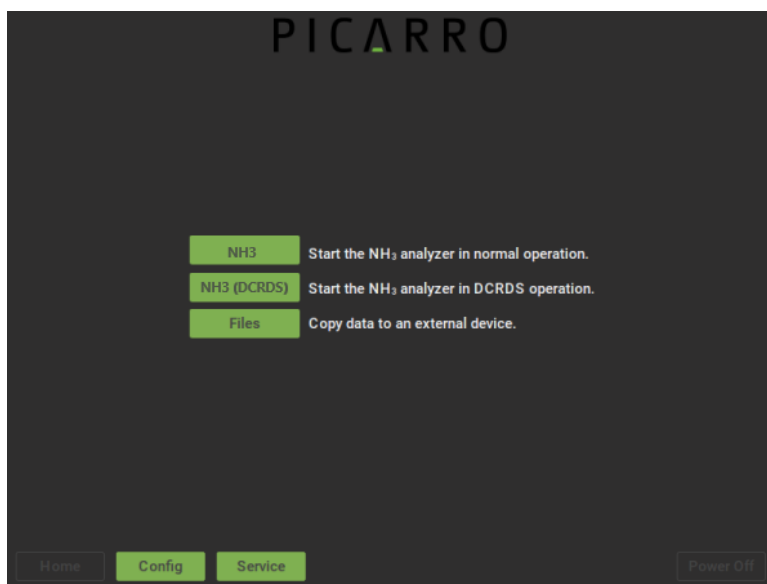 PICARRO
NH3 Start the NH₃ analyzer in normal operation.
NH3 (DCRDS) Start the NH₃ analyzer in DCRDS operation.
Files Copy data to an external device.
Home Config Service Power Off